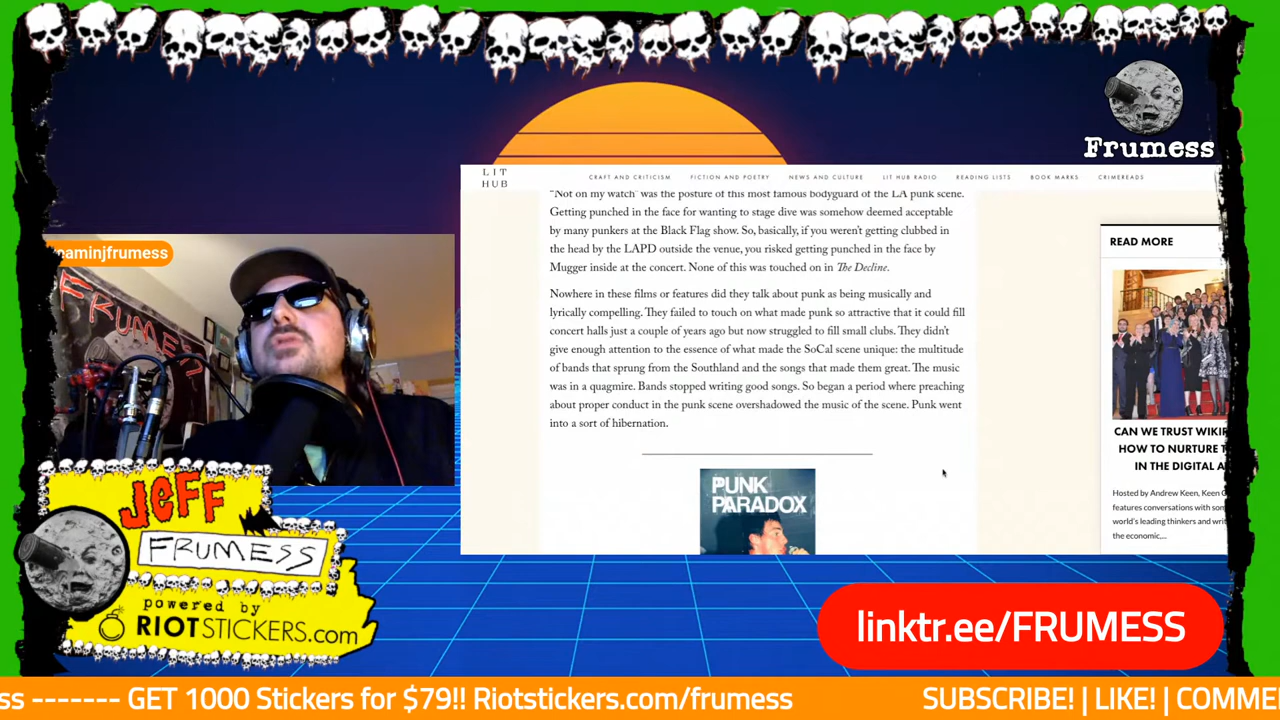 Frumess
LIT
HUB
CRAFT AND CRITICISM
FICTION AND POETRY
NEWS AND CULTURE
LIT HUB RADIO
READING LISTS
BOOK MARKS
CRIMEREADS
"Not on my watch" was the posture of this most famous bodyguard of the LA punk scene.
Getting punched in the face for wanting to stage dive was somehow deemed acceptable
by many punkers at the Black Flag show. So, basically, if you weren't getting clubbed in
the head by the LAPD outside the venue, you risked getting punched in the face by
Mugger inside at the concert. None of this was touched on in The Decline.
Nowhere in these films or features did they talk about punk as being musically and
lyrically compelling. They failed to touch on what made punk so attractive that it could fill
concert halls just a couple of years ago but now struggled to fill small clubs. They didn't
give enough attention to the essence of what made the SoCal scene unique: the multitude
of bands that sprung from the Southland and the songs that made them great. The music
was in a quagmire. Bands stopped writing good songs. So began a period where preaching
about proper conduct in the punk scene overshadowed the music of the scene. Punk went
into a sort of hibernation.
PUNK
PARADOX
READ MORE
CAN WE TRUST WIKIP
HOW TO NURTURE T
IN THE DIGITAL A
Hosted by Andrew Keen, Keen O
features conversations with som
world's leading thinkers and writ
the economic,...
eaminjfrumess
FRUMESS
JEFF
FRUMESS
powered by
RIOTSTICKERS.com
linktr.ee/FRUMESS
ss ------- GET 1000 Stickers for $79!! Riotstickers.com/frumess
SUBSCRIBE! | LIKE! | COMME